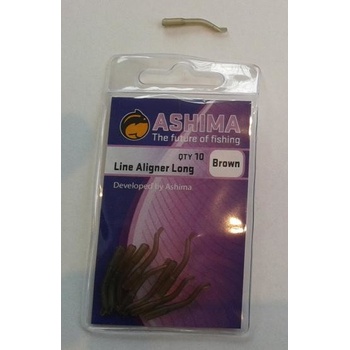 ASHIMA
The future of fishing
QTY 10
Line Aligner Long
Brown
Developed by Ashima